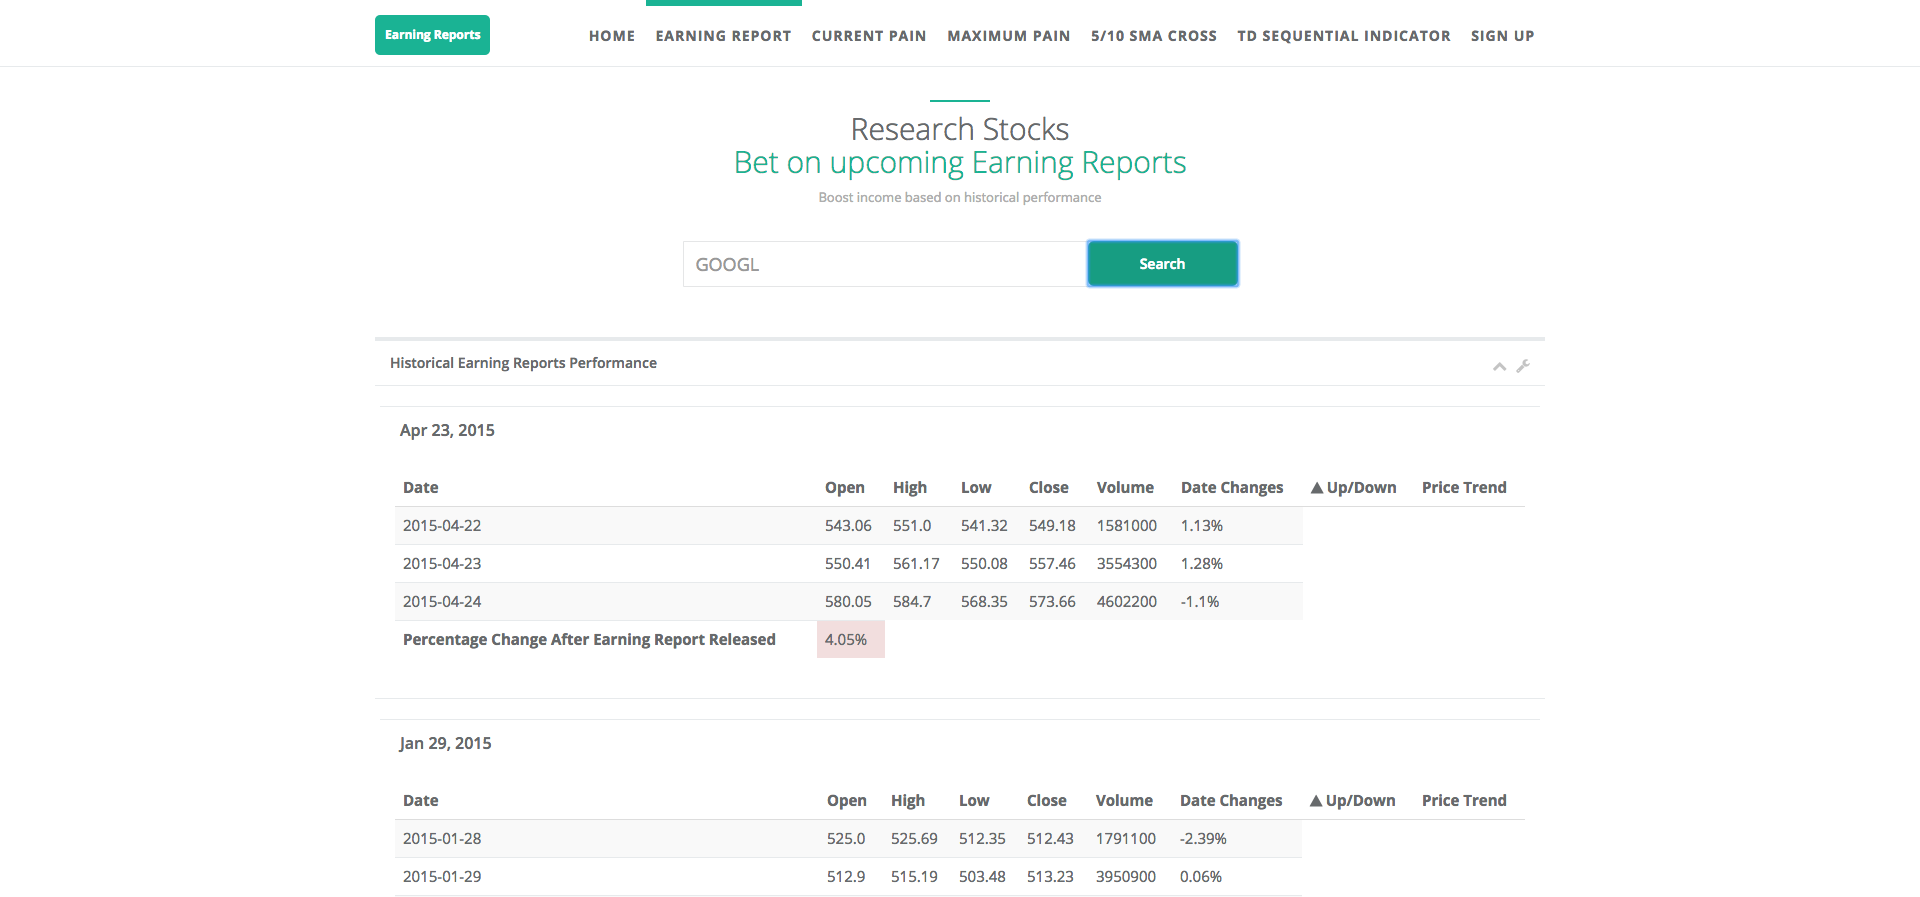 Earning Reports HOME EARNING REPORT CURRENT PAIN MAXIMUM PAIN 5/10 SMA CROSS TD SEQUENTIAL INDICATOR SIGN UP
Research Stocks
Bet on upcoming Earning Reports
Boost income based on historical performance
GOOGL Search
Historical Earning Reports Performance
Apr 23, 2015
Date Open High Low Close Volume Date Changes ▲Up/Down Price Trend
2015-04-22 543.06 551.0 541.32 549.18 1581000 1.13%
2015-04-23 550.41 561.17 550.08 557.46 3554300 1.28%
2015-04-24 580.05 584.7 568.35 573.66 4602200 -1.1%
Percentage Change After Earning Report Released 4.05%
Jan 29, 2015
Date Open High Low Close Volume Date Changes ▲Up/Down Price Trend
2015-01-28 525.0 525.69 512.35 512.43 1791100 -2.39%
2015-01-29 512.9 515.19 503.48 513.23 3950900 0.06%